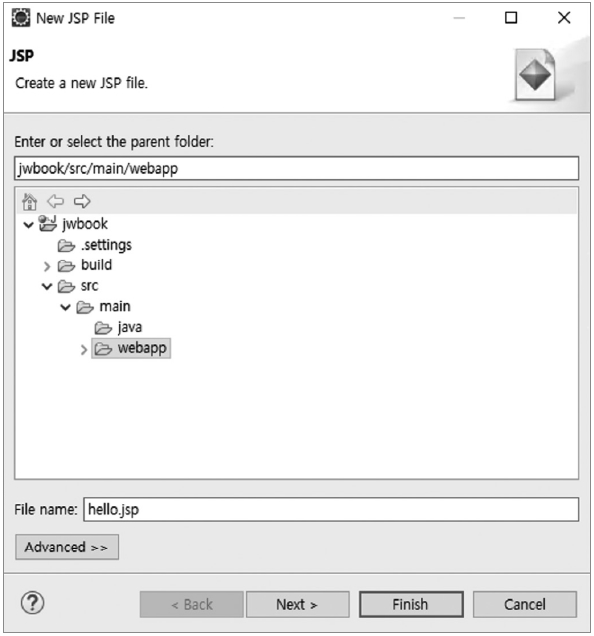 New JSP File
JSP
Create a new JSP file.
Enter or select the parent folder:
jwbook/src/main/webapp
jwbook
.settings
build
src
main
java
webapp
File name: hello.jsp
Advanced >>
< Back Next > Finish Cancel